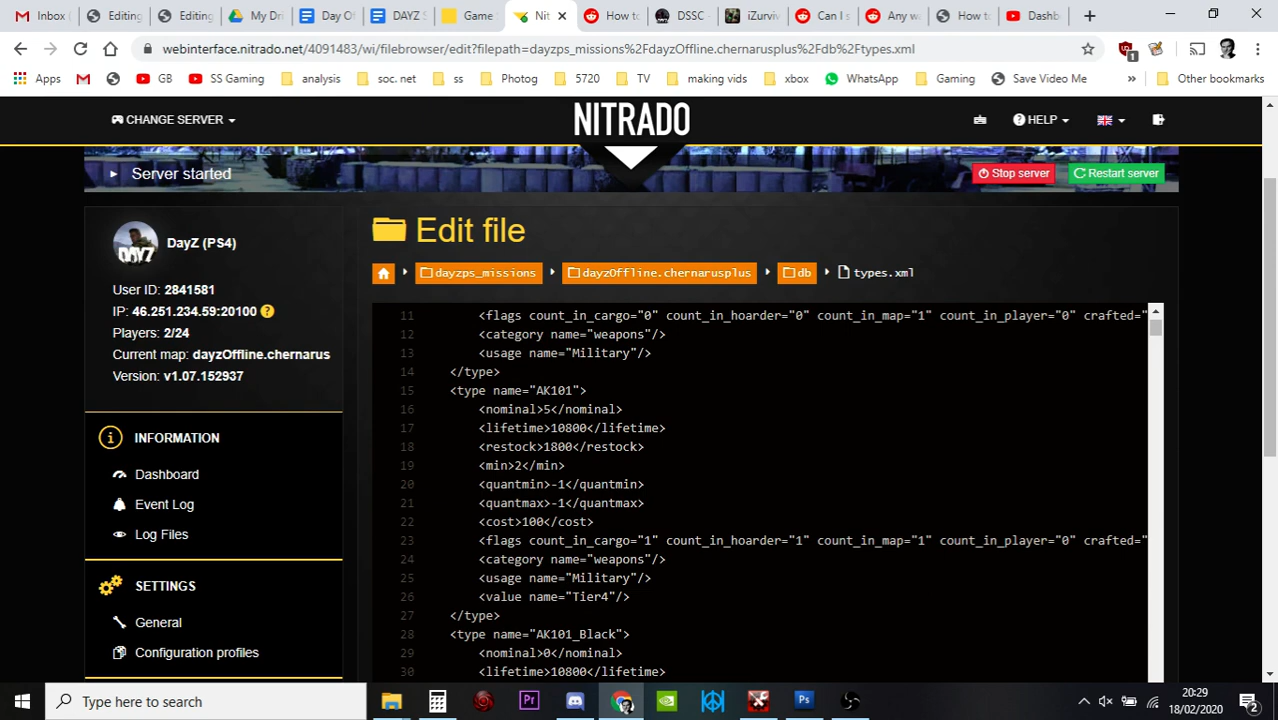 Inbox (
Editing
Editing
My Dri
Day Of
DAYZ S
Game S
Nit
How to
DSSC -
iZurviv
Can I s
Any w
How to
Dashb
webinterface.nitrado.net/4091483/wi/filebrowser/edit?filepath=dayzps_missions%2FdayzOffline.chernarusplus%2Fdb%2Ftypes.xml
1
Apps
GB
SS Gaming
analysis
soc. net
ss
Photog
5720
TV
making vids
xbox
WhatsApp
Gaming
Save Video Me
»
Other bookmarks
CHANGE SERVER
NITRADO
HELP
Server started
Stop server
Restart server
DAYZ
DayZ (PS4)
User ID: 2841581
IP: 46.251.234.59:20100
Players: 2/24
Current map: dayzOffline.chernarus
Version: v1.07.152937
INFORMATION
Dashboard
Event Log
Log Files
SETTINGS
General
Configuration profiles
Edit file
dayzps_missions
dayzOffline.chernarusplus
db
types.xml
11 <flags count_in_cargo="0" count_in_hoarder="0" count_in_map="1" count_in_player="0" crafted="
12 <category name="weapons"/>
13 <usage name="Military"/>
14 </type>
15 <type name="AK101">
16 <nominal>5</nominal>
17 <lifetime>10800</lifetime>
18 <restock>1800</restock>
19 <min>2</min>
20 <quantmin>-1</quantmin>
21 <quantmax>-1</quantmax>
22 <cost>100</cost>
23 <flags count_in_cargo="1" count_in_hoarder="1" count_in_map="1" count_in_player="0" crafted="
24 <category name="weapons"/>
25 <usage name="Military"/>
26 <value name="Tier4"/>
27 </type>
28 <type name="AK101_Black">
29 <nominal>0</nominal>
30 <lifetime>10800</lifetime>
Type here to search
Pr
Ps
20:29
18/02/2020
2